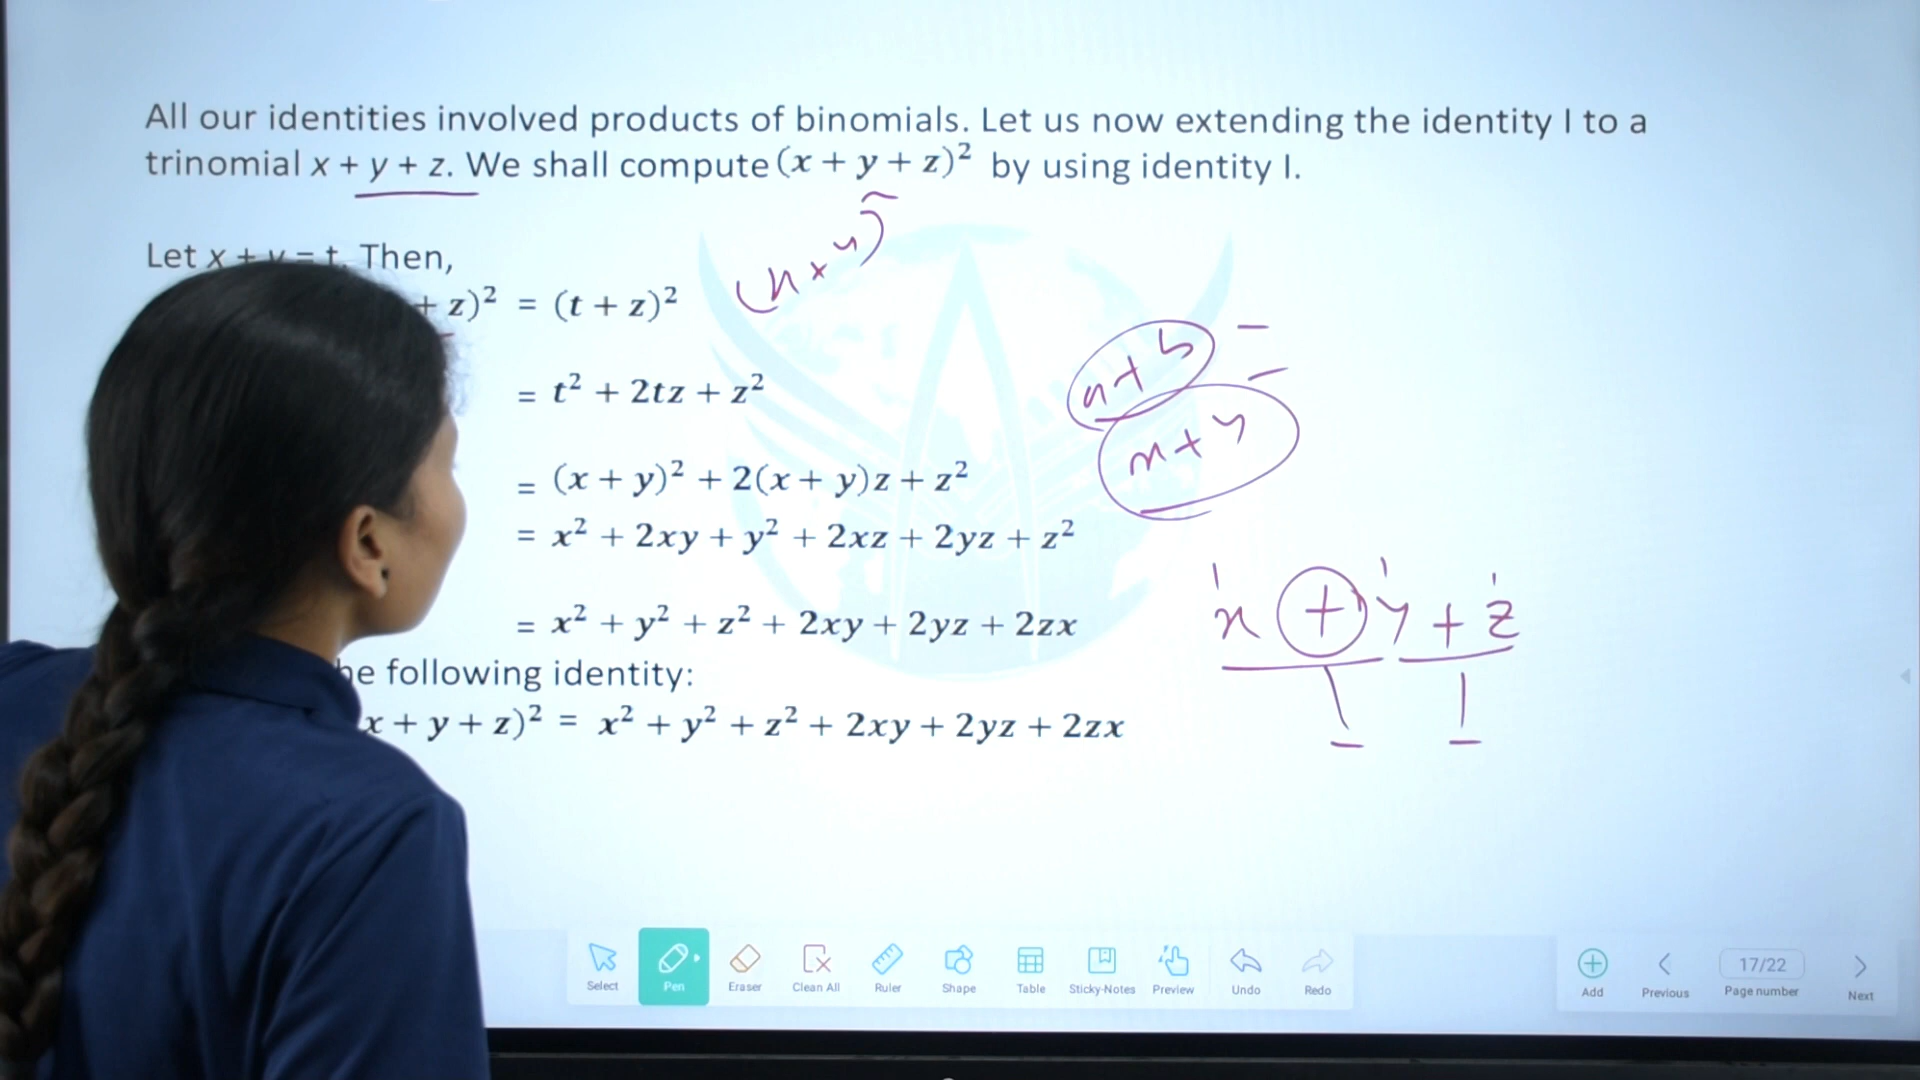 All our identities involved products of binomials. Let us now extending the identity I to a
trinomial x + y + z. We shall compute (x + y + z)² by using identity I.
Let x + y = t. Then,
+ z)² = (t + z)²
= t² + 2tz + z²
= (x + y)² + 2(x + y)z + z²
= x² + 2xy + y² + 2xz + 2yz + z²
= x² + y² + z² + 2xy + 2yz + 2zx
he following identity:
x + y + z)² = x² + y² + z² + 2xy + 2yz + 2zx
x + y + z
Select Pen Eraser Clean All Ruler Shape Table Sticky-Notes Preview Undo Redo
Add Previous 17/22 Page number Next